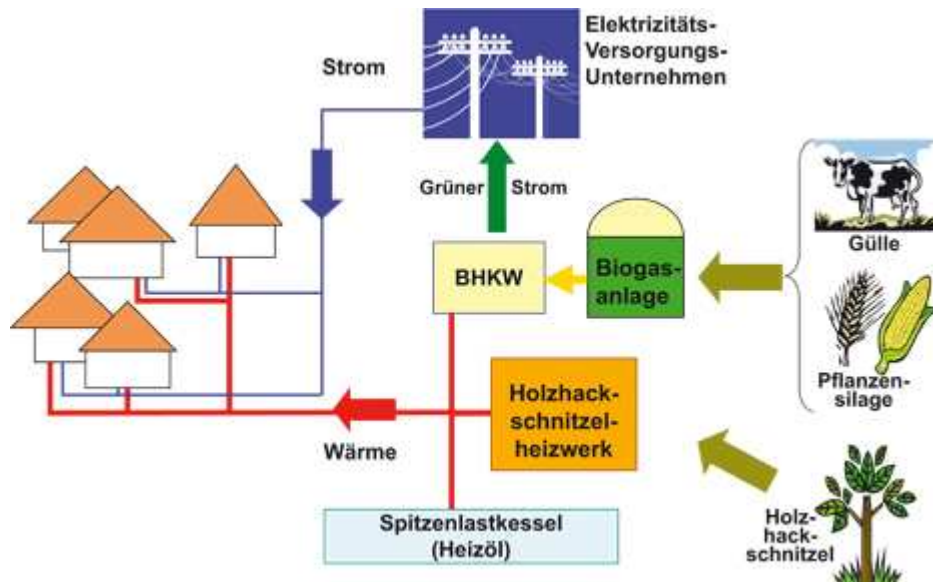 Elektrizitäts-
Versorgungs-
Unternehmen
Strom
Grüner Strom
Gülle
BHKW
Biogas-
anlage
Pflanzen-
silage
Holzhack-
schnitzel-
heizwerk
Wärme
Spitzenlastkessel
(Heizöl)
Holz-
hack-
schnitzel